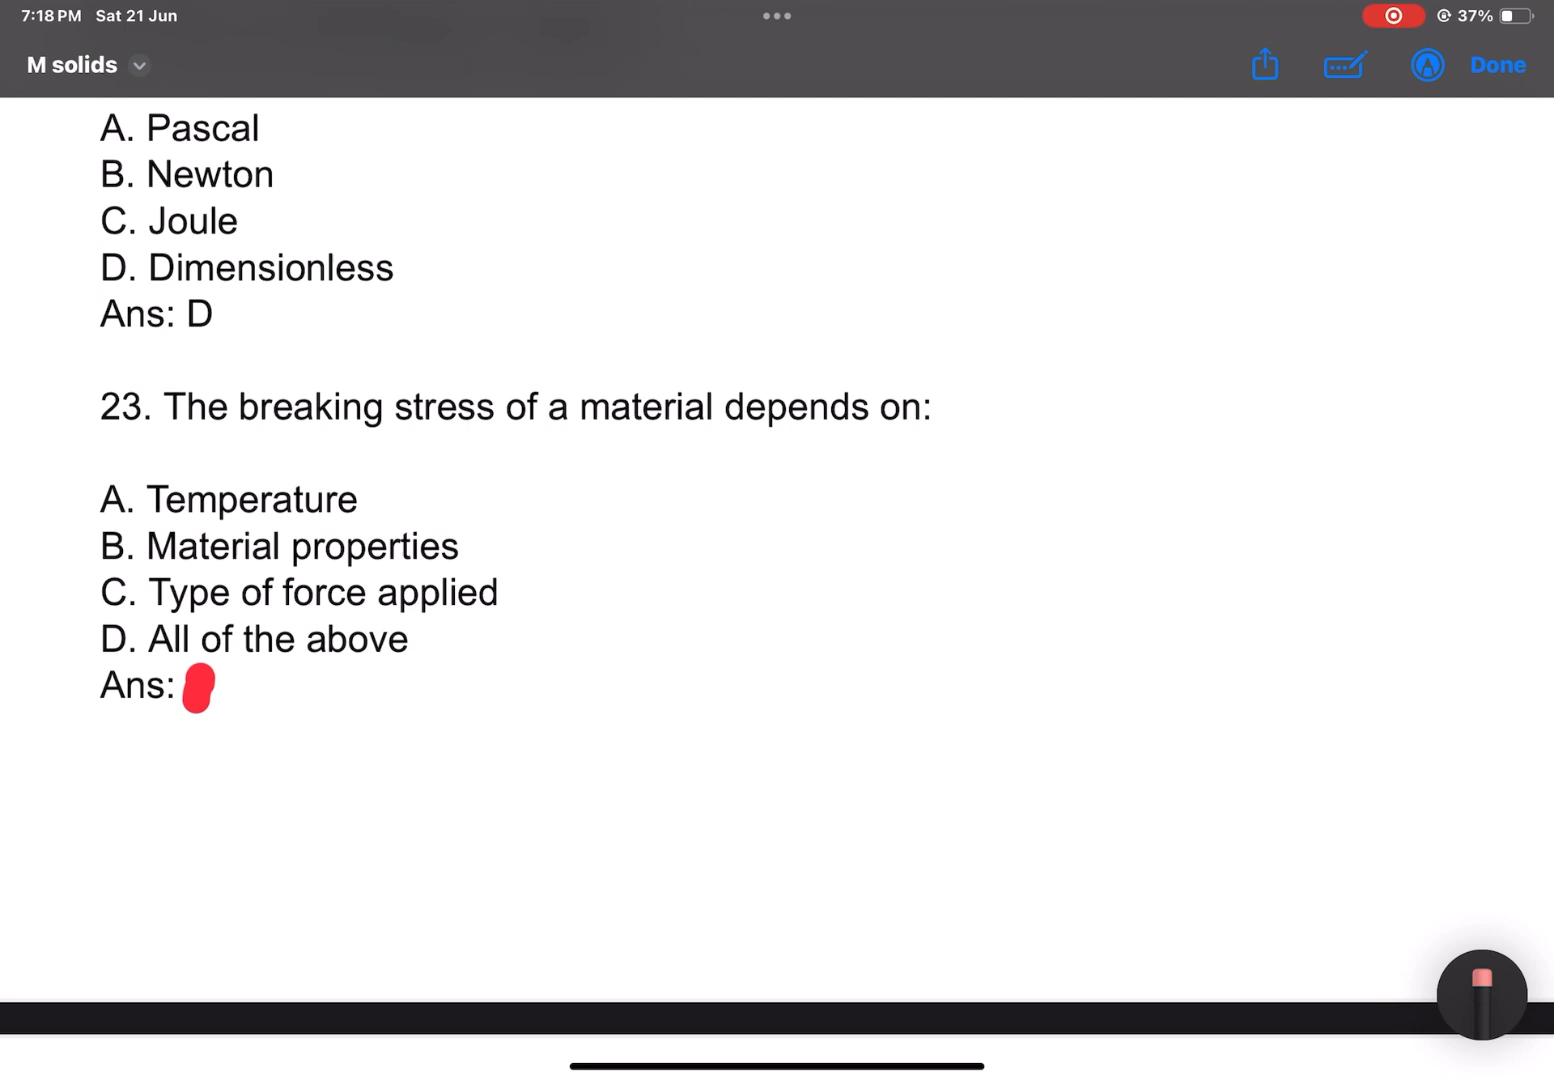 7:18 PM Sat 21 Jun
37%
M solids
Done
A. Pascal
B. Newton
C. Joule
D. Dimensionless
Ans: D
23. The breaking stress of a material depends on:
A. Temperature
B. Material properties
C. Type of force applied
D. All of the above
Ans: